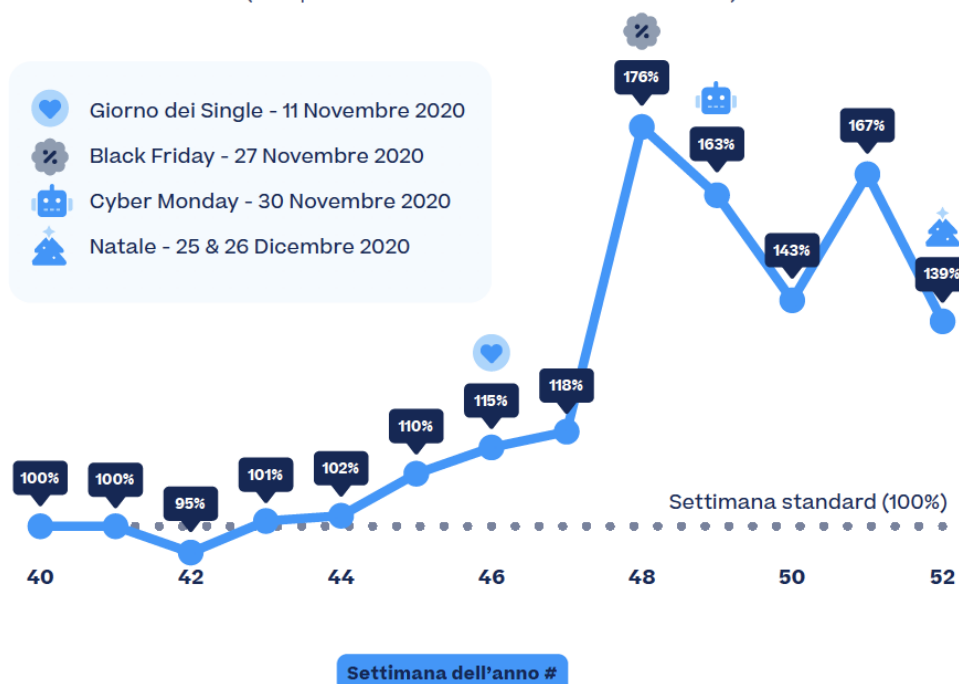 Giorno dei Single - 11 Novembre 2020
Black Friday - 27 Novembre 2020
Cyber Monday - 30 Novembre 2020
Natale - 25 & 26 Dicembre 2020
176%
163%
167%
143%
139%
118%
115%
110%
102%
101%
100%
100%
95%
Settimana standard (100%)
40 42 44 46 48 50 52
Settimana dell'anno #